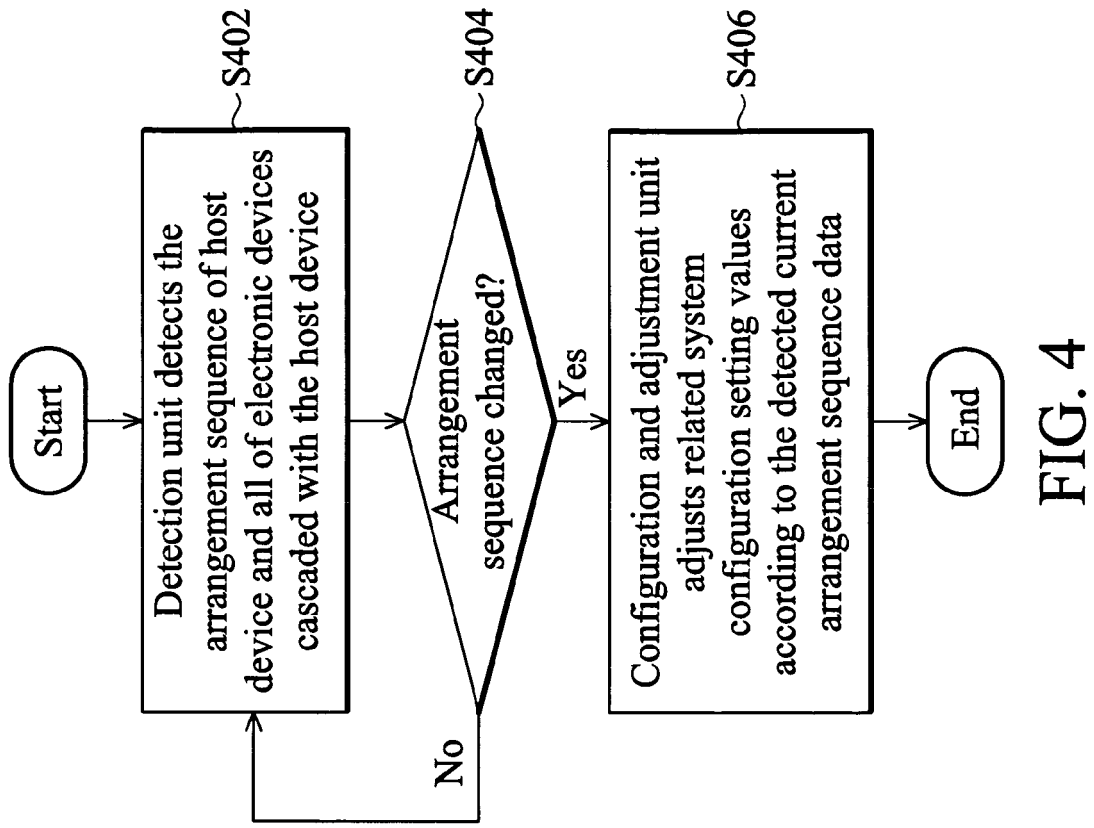 Start
Detection unit detects the
arrangement sequence of host
device and all of electronic devices
cascaded with the host device
S402
Arrangement
sequence changed?
S404
No
Yes
Configuration and adjustment unit
adjusts related system
configuration setting values
according to the detected current
arrangement sequence data
S406
End
FIG. 4